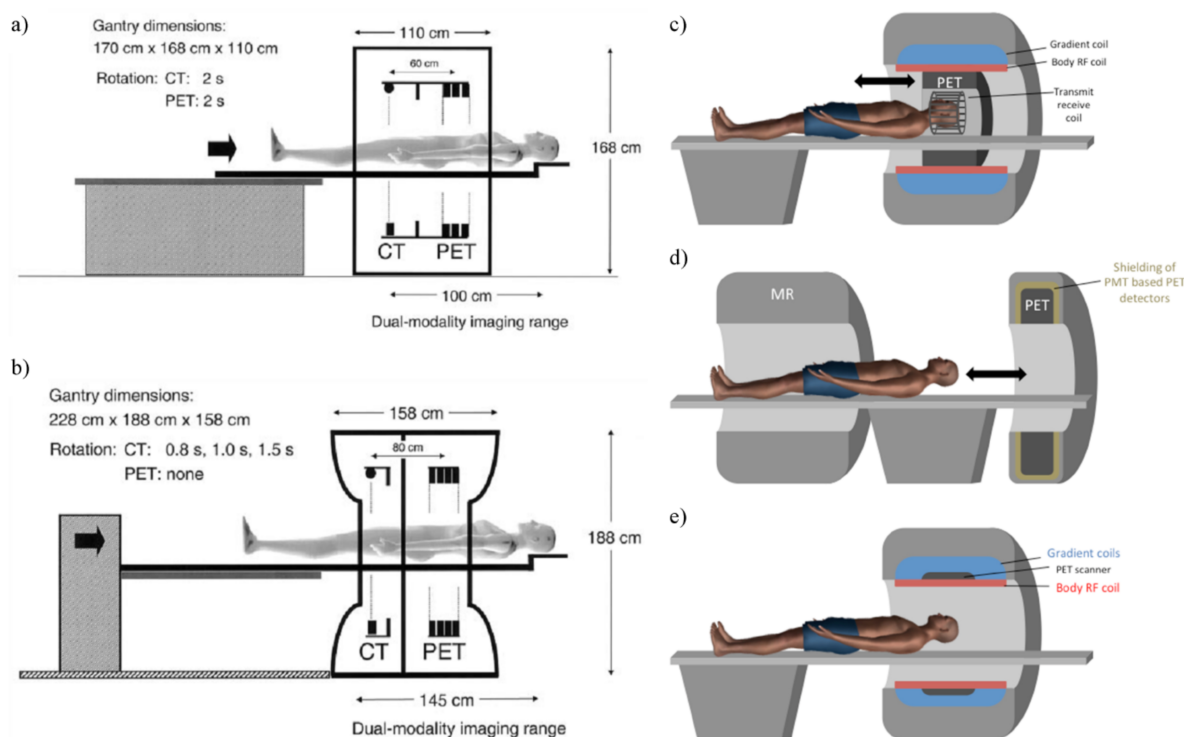 a)
Gantry dimensions:
170 cm x 168 cm x 110 cm
Rotation: CT: 2 s
PET: 2 s
110 cm
60 cm
168 cm
CT
PET
100 cm
Dual-modality imaging range
b)
Gantry dimensions:
228 cm x 188 cm x 158 cm
Rotation: CT: 0.8 s, 1.0 s, 1.5 s
PET: none
158 cm
80 cm
188 cm
CT
PET
145 cm
Dual-modality imaging range
c)
Gradient coil
Body RF coil
PET
Transmit
receive
coil
d)
MR
Shielding of
PMT based PET
detectors
PET
e)
Gradient coils
PET scanner
Body RF coil